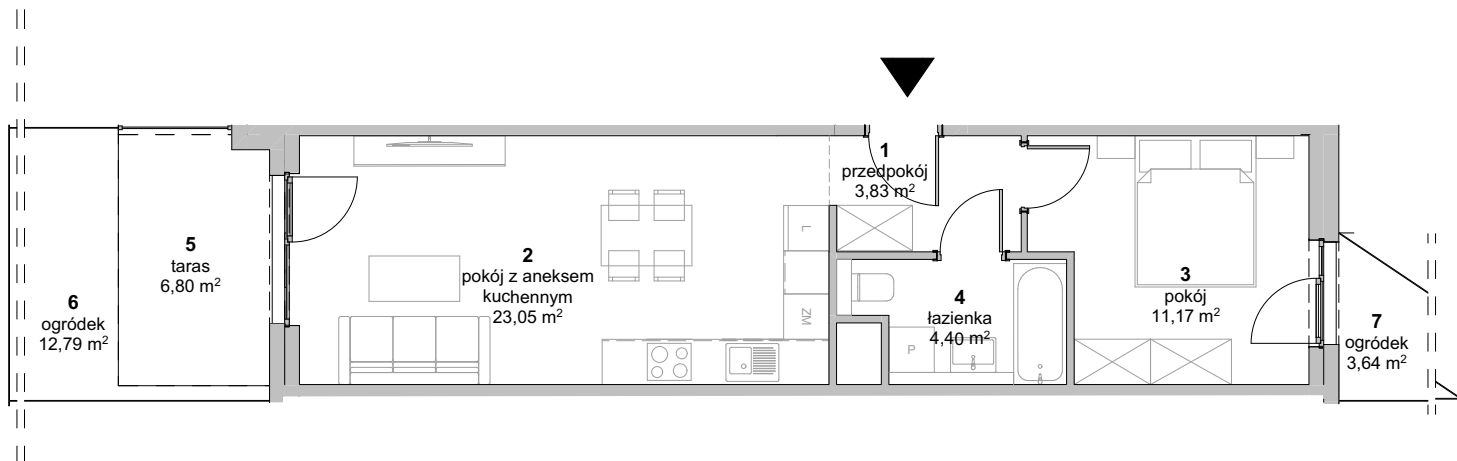 1
przedpokój
3,83 m²
2
pokój z aneksem
kuchennym
23,05 m²
3
pokój
11,17 m²
4
łazienka
4,40 m²
5
taras
6,80 m²
6
ogródek
12,79 m²
7
ogródek
3,64 m²
L
ZM
P